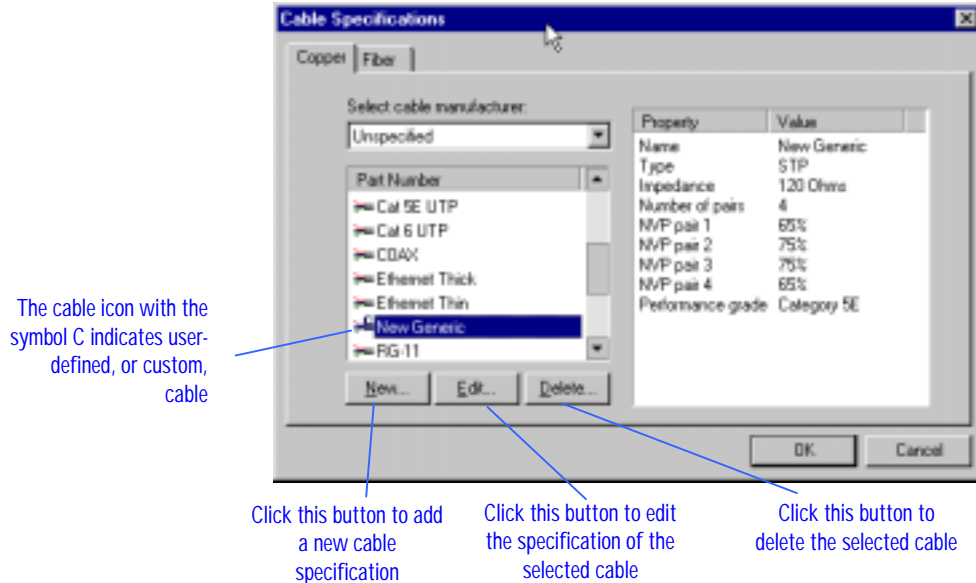 Cable Specifications
Copper
Fiber
Select cable manufacturer:
Unspecified
Part Number
Cat 5E UTP
Cat 6 UTP
COAX
Ethernet Thick
Ethernet Thin
New Generic
RG-11
New...
Edit...
Delete...
Property Value
Name New Generic
Type STP
Impedance 120 Ohms
Number of pairs 4
NVP pair 1 65%
NVP pair 2 75%
NVP pair 3 75%
NVP pair 4 65%
Performance grade Category 5E
OK
Cancel
The cable icon with the
symbol C indicates user-
defined, or custom,
cable
Click this button to add
a new cable
specification
Click this button to edit
the specification of the
selected cable
Click this button to
delete the selected cable